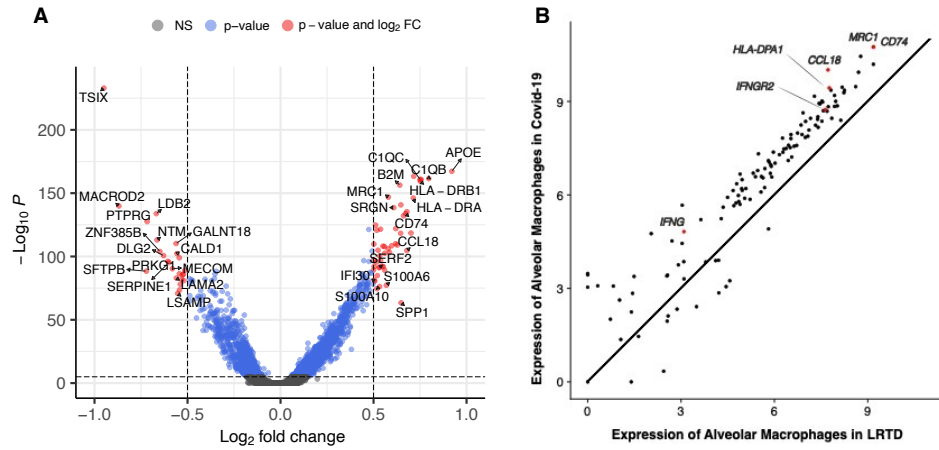 A
NS
p−value
p − value and log2 FC
TSIX
APOE
C1QC
C1QB
B2M
MACROD2
MRC1
HLA − DRB1
LDB2
SRGN
HLA − DRA
PTPRG
CD74
ZNF385B
NTM
GALNT18
CCL18
DLG2
CALD1
SERF2
SFTPB
PRKG1
MECOM
IFI30
S100A6
SERPINE1
LAMA2
LSAMP
S100A10
SPP1
200
150
100
50
0
− Log10 P
−1.0
−0.5
0.0
0.5
1.0
Log2 fold change
B
MRC1
CD74
HLA-DPA1
CCL18
IFNGR2
IFNG
9
6
3
0
Expression of Alveolar Macrophages in Covid-19
0
3
6
9
Expression of Alveolar Macrophages in LRTD